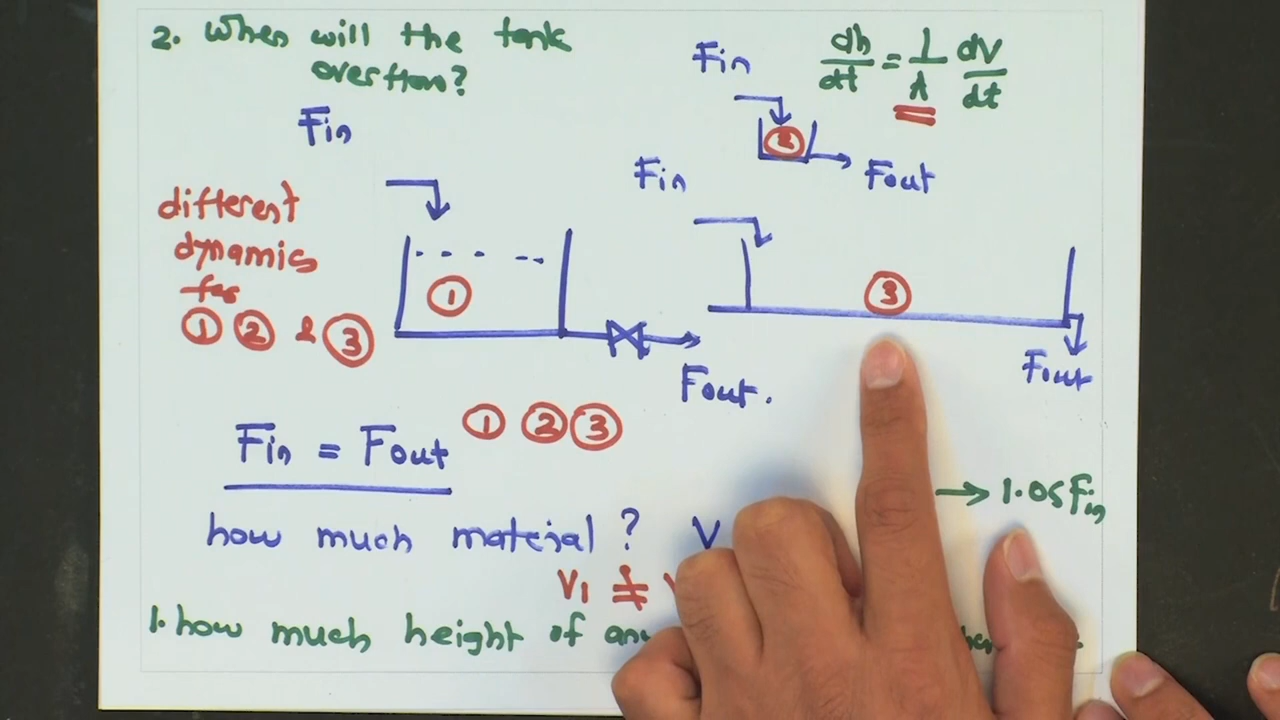 2. When will the tank
overflow?
Fin
dh/dt = 1/A dV/dt
Fin
②
Fout
Fin
different
dynamics
for
① ② & ③
①
③
Fout
Fout.
Fin = Fout ① ② ③
→ 1.05 Fin
how much material? V
V1 ≠
1. how much height of